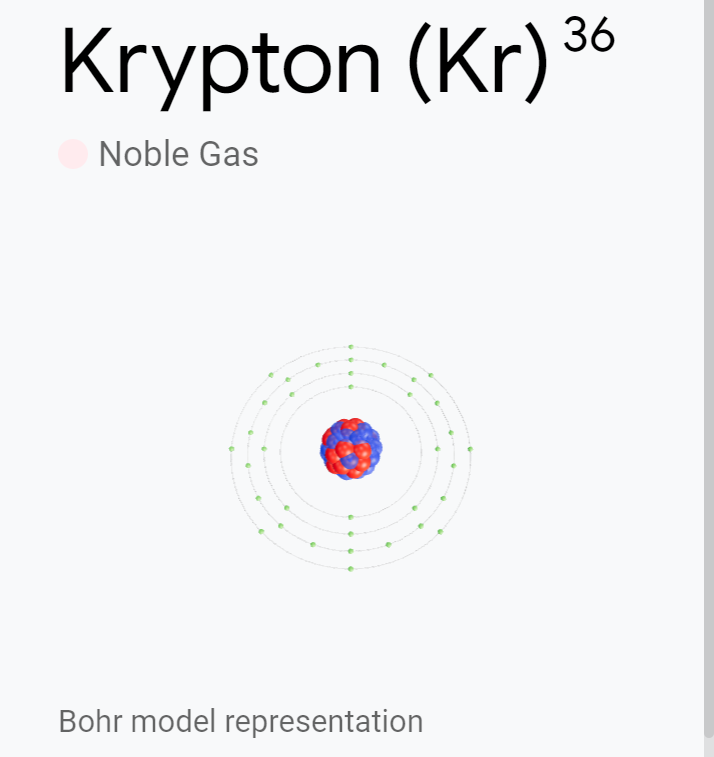 Krypton (Kr) 36
Noble Gas
Bohr model representation